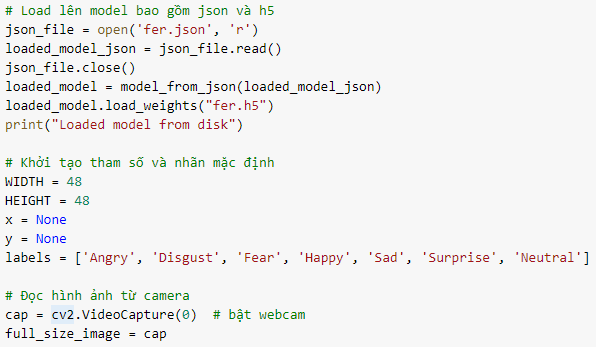 # Load lên model bao gồm json và h5
json_file = open('fer.json', 'r')
loaded_model_json = json_file.read()
json_file.close()
loaded_model = model_from_json(loaded_model_json)
loaded_model.load_weights("fer.h5")
print("Loaded model from disk")

# Khởi tạo tham số và nhãn mặc định
WIDTH = 48
HEIGHT = 48
x = None
y = None
labels = ['Angry', 'Disgust', 'Fear', 'Happy', 'Sad', 'Surprise', 'Neutral']

# Đọc hình ảnh từ camera
cap = cv2.VideoCapture(0)  # bật webcam
full_size_image = cap